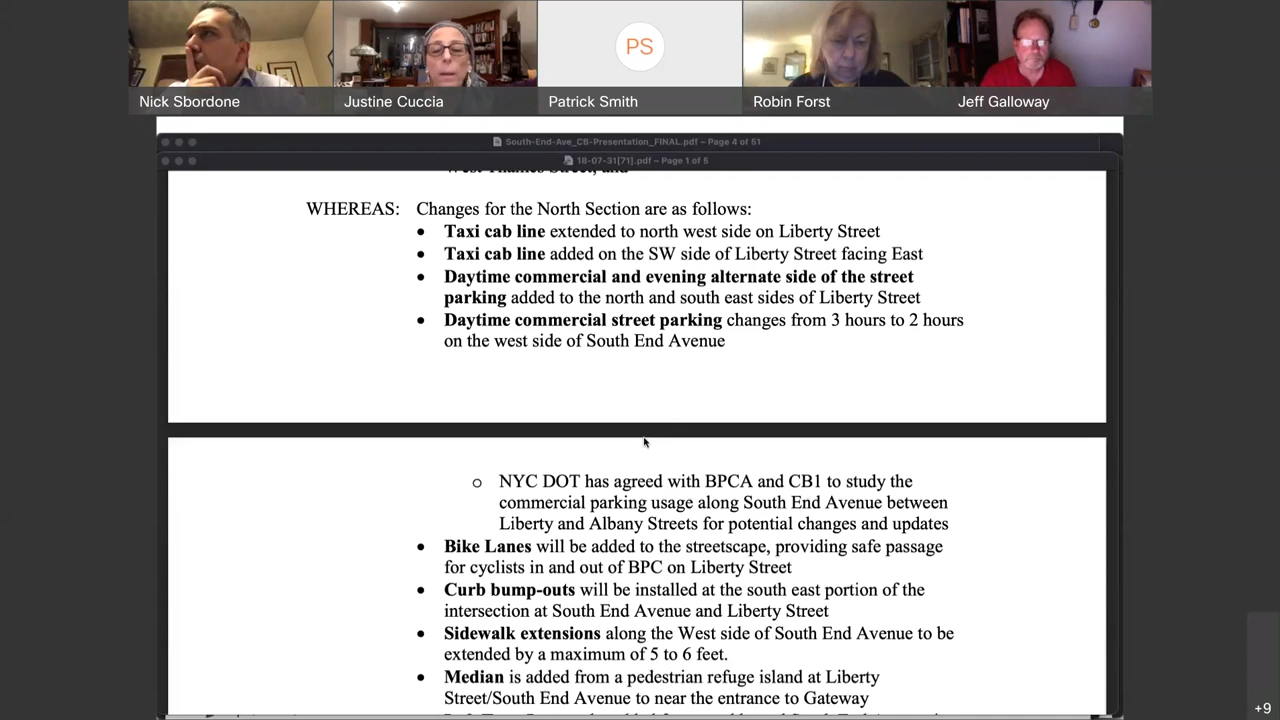 PS
Nick Sbordone
Justine Cuccia
Patrick Smith
Robin Forst
Jeff Galloway
South-End-Ave_CB-Presentation_FINAL.pdf – Page 4 of 51
18-07-31[71].pdf – Page 1 of 5
West Thames Street, and
WHEREAS: Changes for the North Section are as follows:
• Taxi cab line extended to north west side on Liberty Street
• Taxi cab line added on the SW side of Liberty Street facing East
• Daytime commercial and evening alternate side of the street
parking added to the north and south east sides of Liberty Street
• Daytime commercial street parking changes from 3 hours to 2 hours
on the west side of South End Avenue
o NYC DOT has agreed with BPCA and CB1 to study the
commercial parking usage along South End Avenue between
Liberty and Albany Streets for potential changes and updates
• Bike Lanes will be added to the streetscape, providing safe passage
for cyclists in and out of BPC on Liberty Street
• Curb bump-outs will be installed at the south east portion of the
intersection at South End Avenue and Liberty Street
• Sidewalk extensions along the West side of South End Avenue to be
extended by a maximum of 5 to 6 feet.
• Median is added from a pedestrian refuge island at Liberty
Street/South End Avenue to near the entrance to Gateway
+9